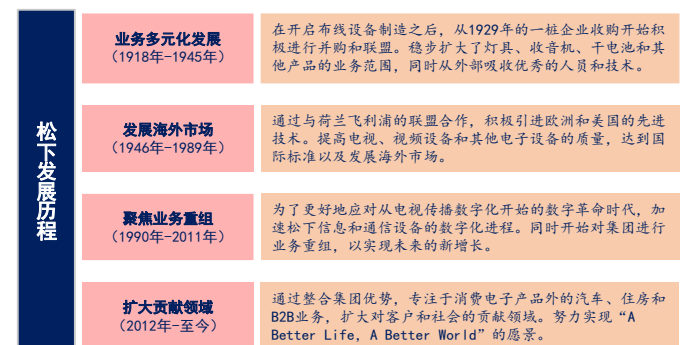 松下发展历程
业务多元化发展
（1918年-1945年）
在开启布线设备制造之后，从1929年的一桩企业收购开始积
极进行并购和联盟。稳步扩大了灯具、收音机、干电池和其
他产品的业务范围，同时从外部吸收优秀的人员和技术。
发展海外市场
（1946年-1989年）
通过与荷兰飞利浦的联盟合作，积极引进欧洲和美国的先进
技术。提高电视、视频设备和其他电子设备的质量，达到国
际标准以及发展海外市场。
聚焦业务重组
（1990年-2011年）
为了更好地应对从电视传播数字化开始的数字革命时代，加
速松下信息和通信设备的数字化进程。同时开始对集团进行
业务重组，以实现未来的新增长。
扩大贡献领域
（2012年-至今）
通过整合集团优势，专注于消费电子产品外的汽车、住房和
B2B业务，扩大对客户和社会的贡献领域。努力实现“A
Better Life, A Better World”的愿景。